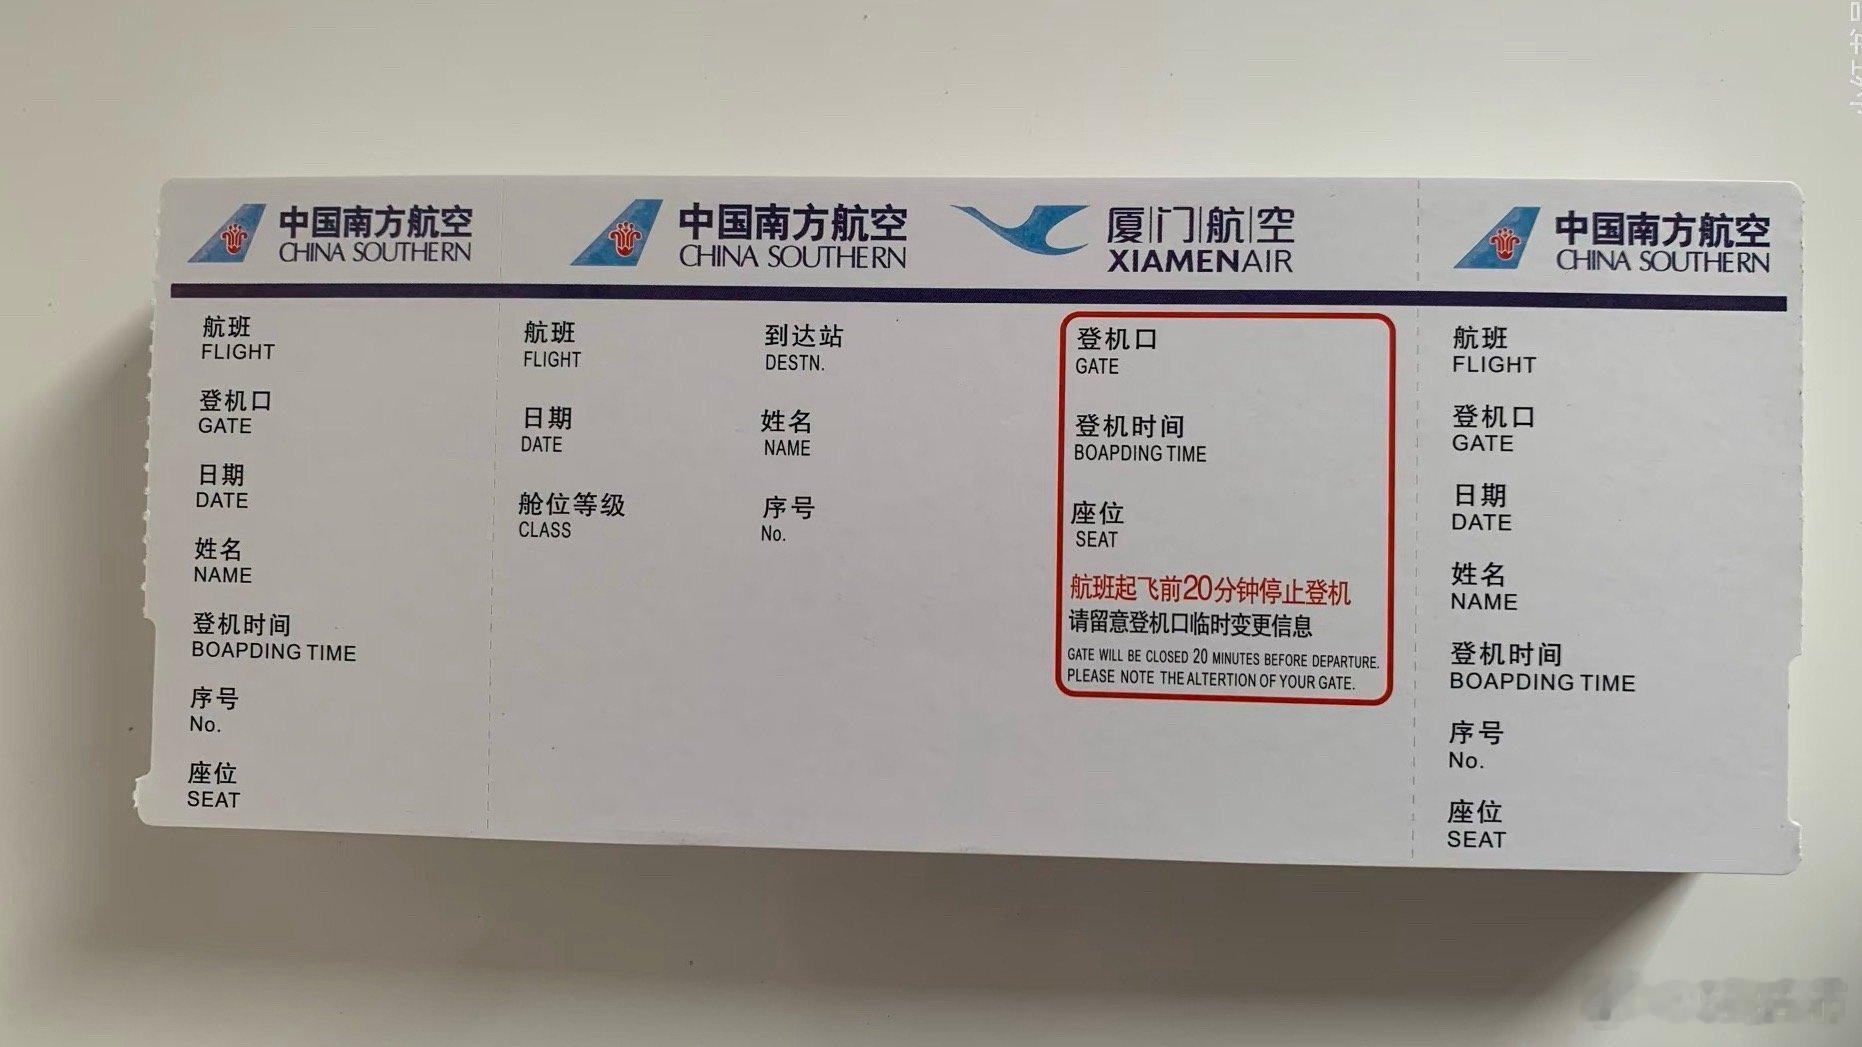 中国南方航空
CHINA SOUTHERN
航班
FLIGHT
登机口
GATE
日期
DATE
姓名
NAME
登机时间
BOAPDING TIME
序号
No.
座位
SEAT
中国南方航空
CHINA SOUTHERN
厦门航空
XIAMENAIR
航班
FLIGHT
日期
DATE
舱位等级
CLASS
到达站
DESTN.
姓名
NAME
序号
No.
登机口
GATE
登机时间
BOAPDING TIME
座位
SEAT
航班起飞前20分钟停止登机
请留意登机口临时变更信息
GATE WILL BE CLOSED 20 MINUTES BEFORE DEPARTURE.
PLEASE NOTE THE ALTERTION OF YOUR GATE.
中国南方航空
CHINA SOUTHERN
航班
FLIGHT
登机口
GATE
日期
DATE
姓名
NAME
登机时间
BOAPDING TIME
序号
No.
座位
SEAT